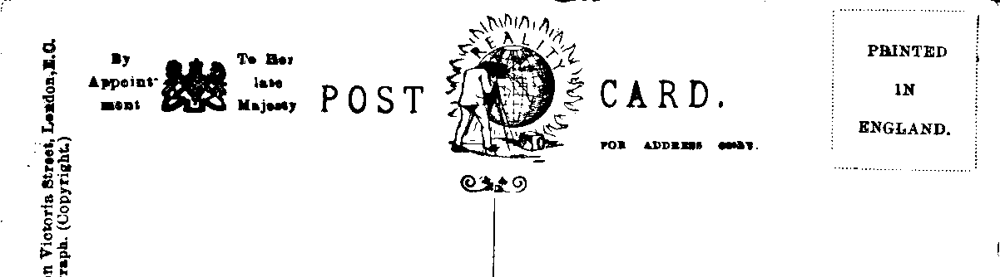 n Victoria Street, London, E.C.
raph. (Copyright.)
By
Appoint-
ment
To Her
late
Majesty
POST
REALITY
CARD.
FOR ADDRESS ONLY.
PRINTED
IN
ENGLAND.